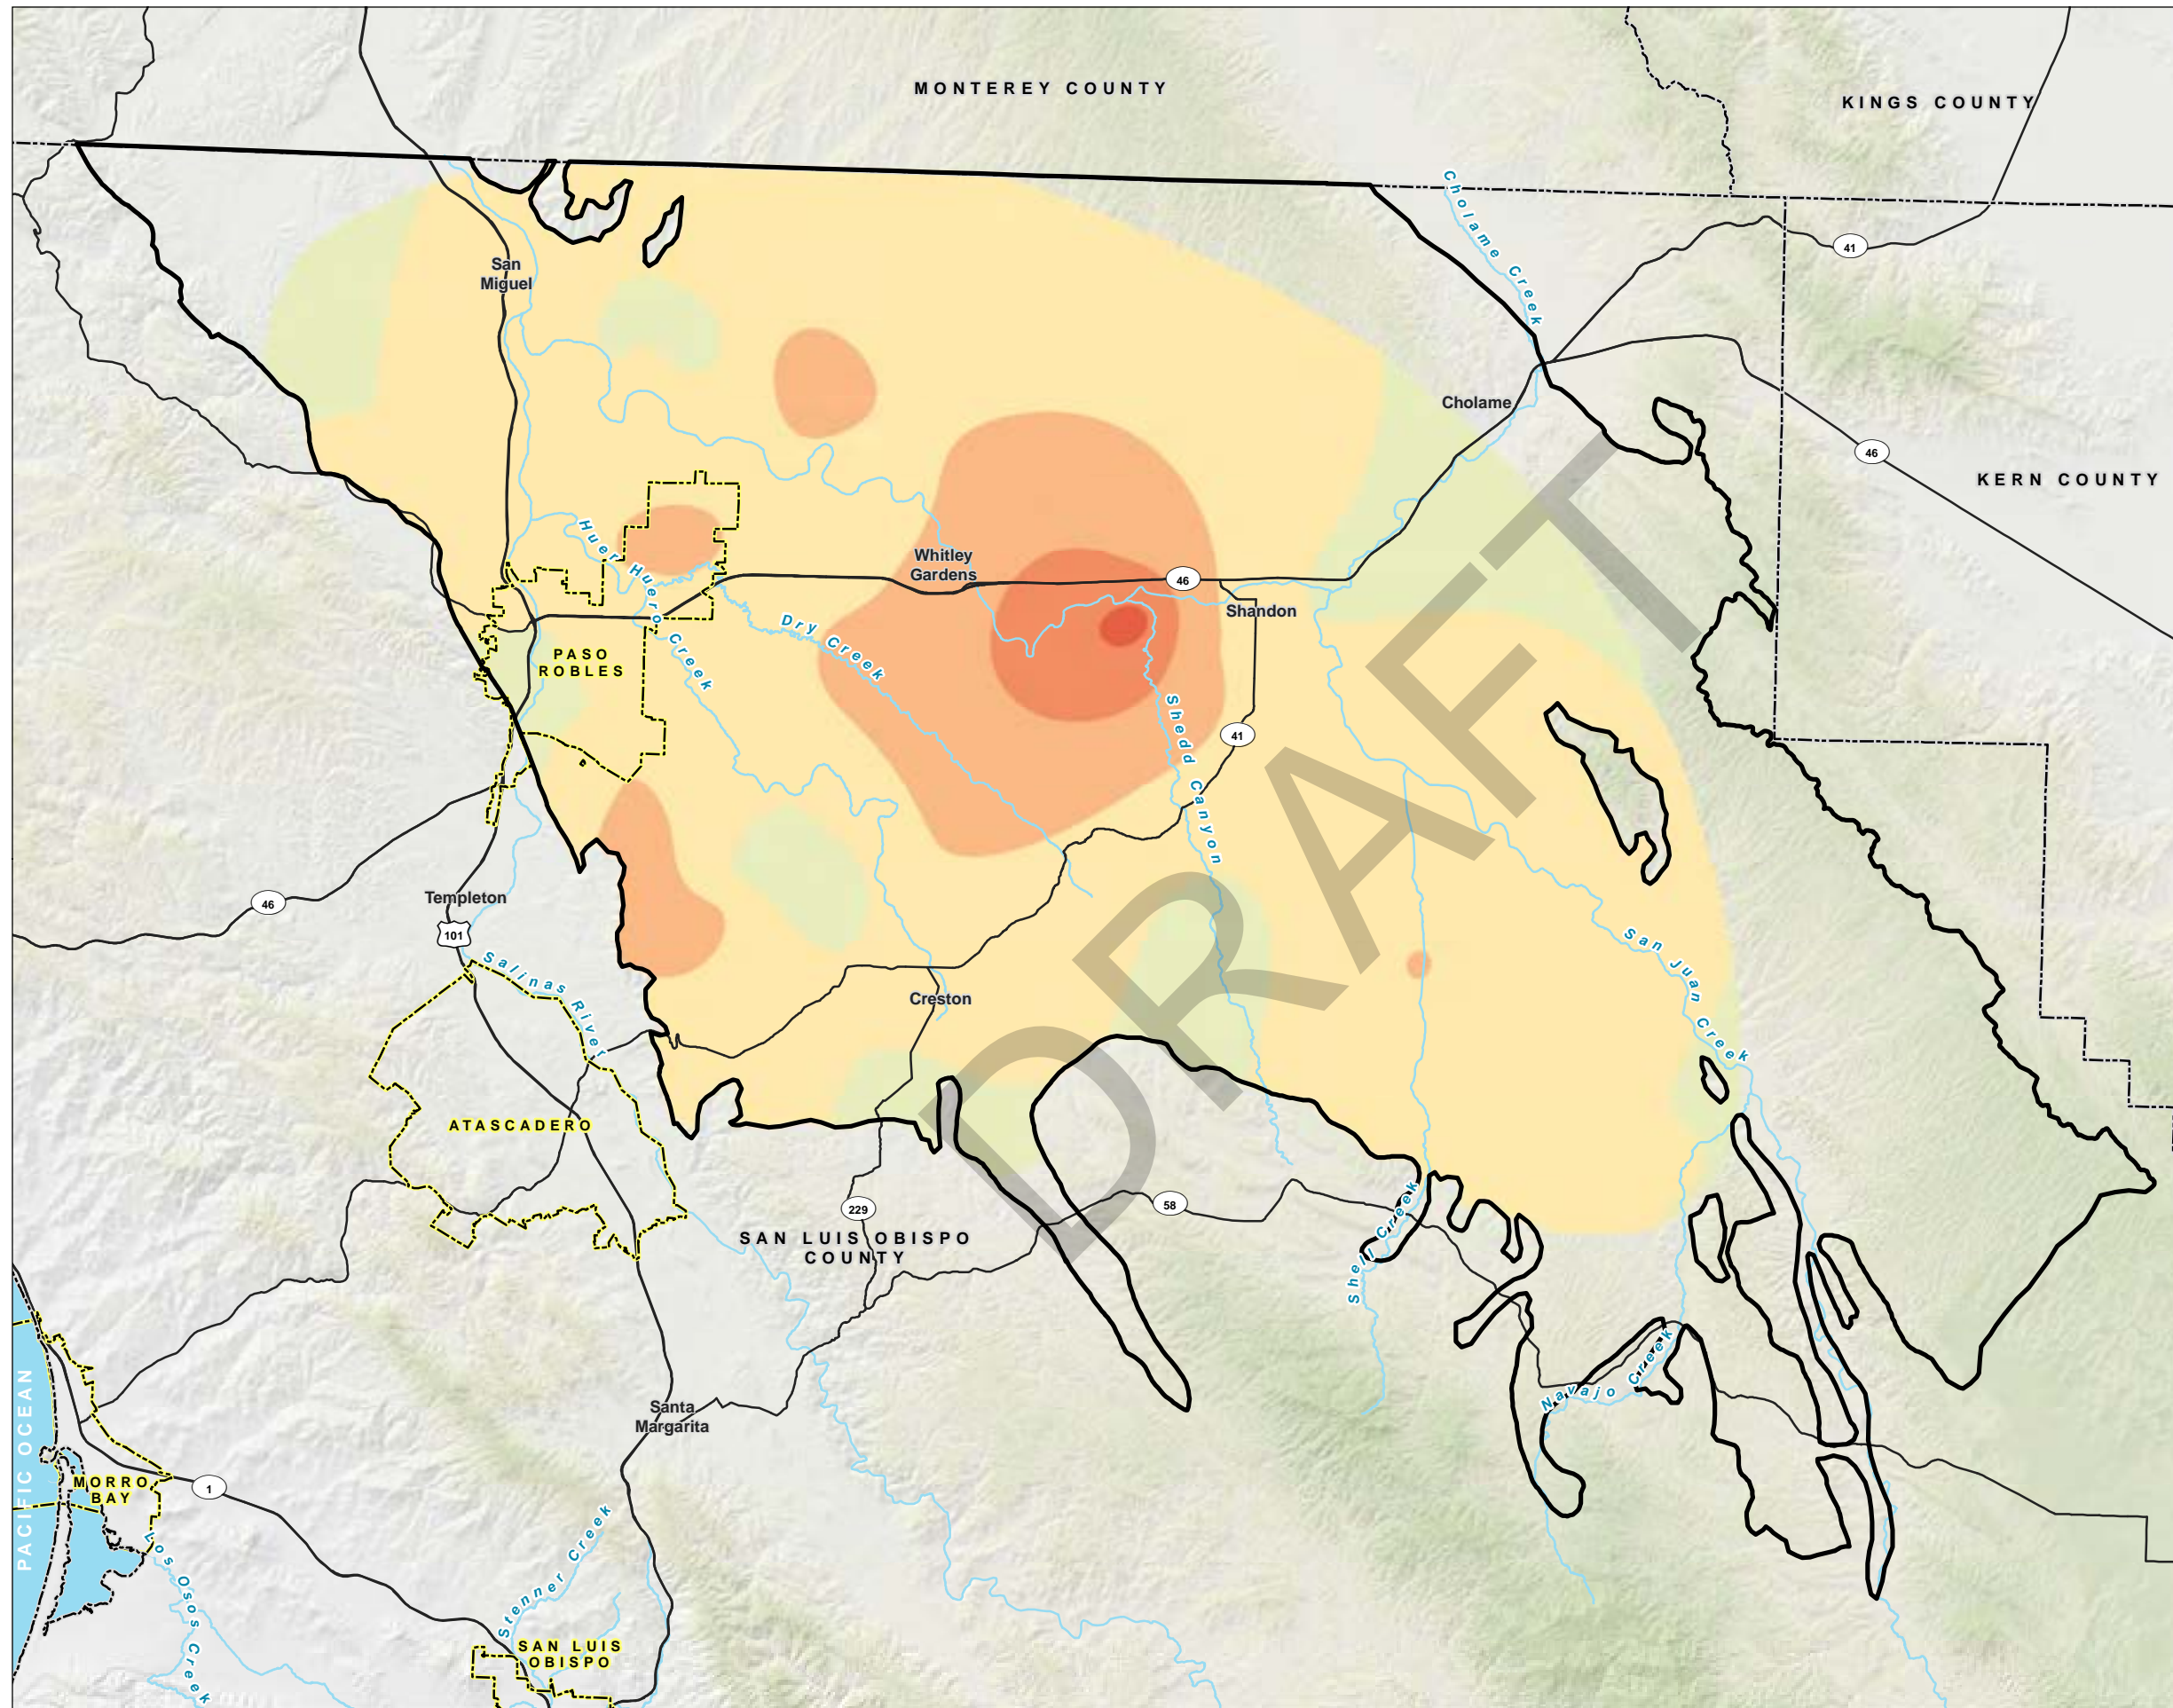 MONTEREY COUNTY
KINGS COUNTY
Cholame Creek
41
San
Miguel
Cholame
46
KERN COUNTY
Huer Huero Creek
Whitley
Gardens
46
Shandon
Dry Creek
PASO
ROBLES
Shedd Canyon
41
DRAFT
Templeton
46
101
Salinas River
San Juan Creek
Creston
ATASCADERO
229
58
SAN LUIS OBISPO
COUNTY
Shell Creek
Navajo Creek
PACIFIC OCEAN
Santa
Margarita
MORRO
BAY
1
Los Osos Creek
Stenner Creek
SAN LUIS
OBISPO